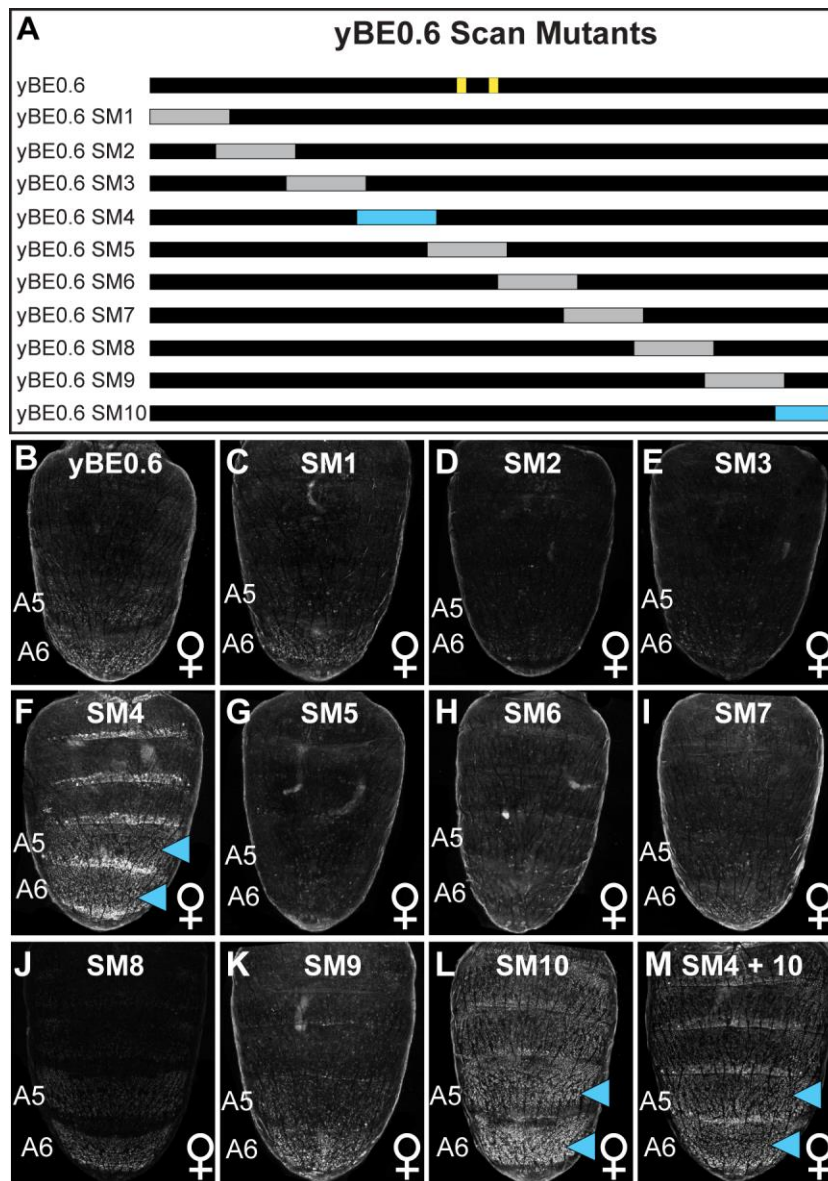 A
yBE0.6 Scan Mutants
yBE0.6
yBE0.6 SM1
yBE0.6 SM2
yBE0.6 SM3
yBE0.6 SM4
yBE0.6 SM5
yBE0.6 SM6
yBE0.6 SM7
yBE0.6 SM8
yBE0.6 SM9
yBE0.6 SM10
B yBE0.6 C SM1 D SM2 E SM3
A5 A5 A5 A5
A6 ♀ A6 ♀ A6 ♀ A6 ♀
F SM4 G SM5 H SM6 I SM7
A5 A5 A5 A5
A6 ♀ A6 ♀ A6 ♀ A6 ♀
J SM8 K SM9 L SM10 M SM4 + 10
A5 A5 A5 A5
A6 ♀ A6 ♀ A6 ♀ A6 ♀